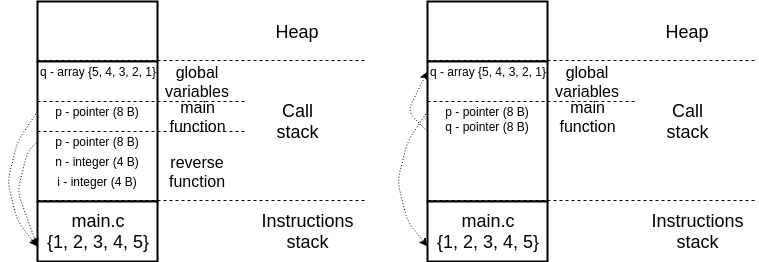 Heap
q - array {5, 4, 3, 2, 1}
global
variables
main
function
p - pointer (8 B)
Call
stack
p - pointer (8 B)
n - integer (4 B)
i - integer (4 B)
reverse
function
main.c
{1, 2, 3, 4, 5}
Instructions
stack
Heap
q - array {5, 4, 3, 2, 1}
global
variables
main
function
p - pointer (8 B)
q - pointer (8 B)
Call
stack
main.c
{1, 2, 3, 4, 5}
Instructions
stack